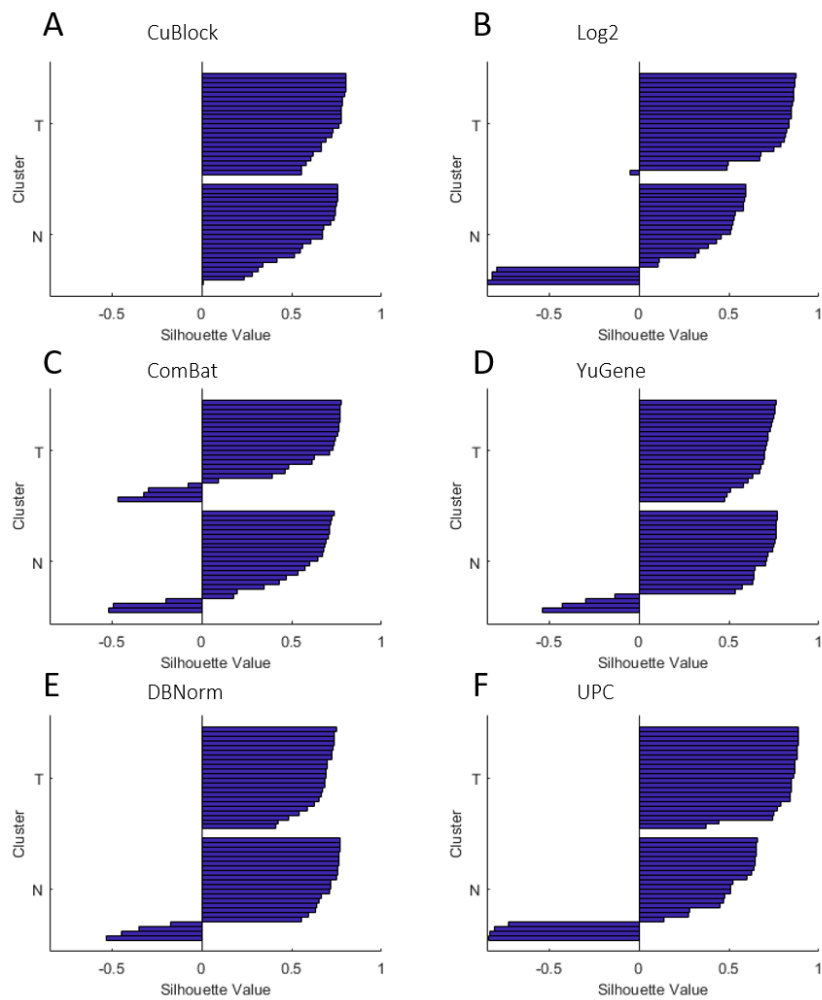 A CuBlock
T
Cluster
N
-0.5 0 0.5 1
Silhouette Value
B Log2
T
Cluster
N
-0.5 0 0.5 1
Silhouette Value
C ComBat
T
Cluster
N
-0.5 0 0.5 1
Silhouette Value
D YuGene
T
Cluster
N
-0.5 0 0.5 1
Silhouette Value
E DBNorm
T
Cluster
N
-0.5 0 0.5 1
Silhouette Value
F UPC
T
Cluster
N
-0.5 0 0.5 1
Silhouette Value